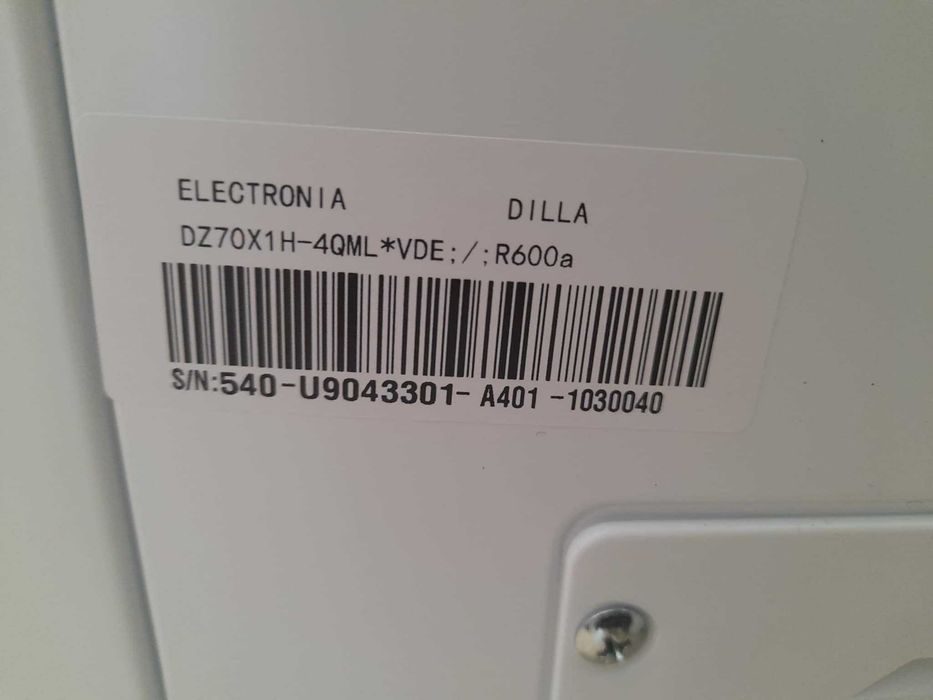 ELECTRONIA DILLA
DZ70X1H-4QML*VDE;/;R600a
S/N:540-U9043301-A401-1030040